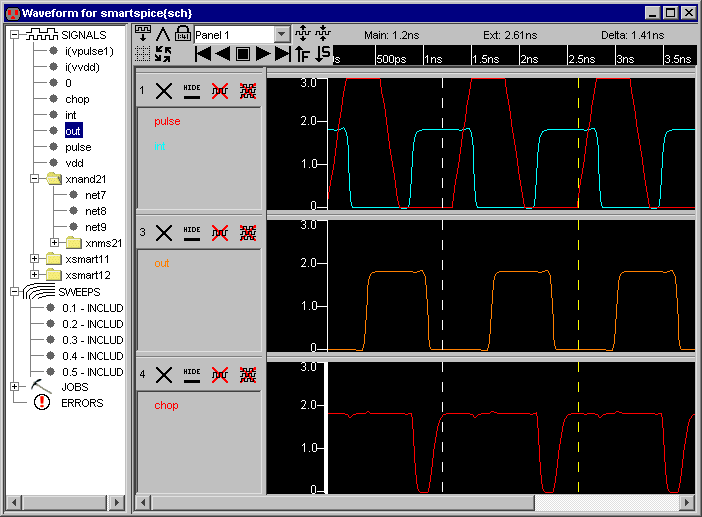 Waveform for smartspice{sch}
SIGNALS
i(vpulse1)
i(vvdd)
0
chop
int
out
pulse
vdd
xnand21
net7
net8
net9
xnms21
xsmart11
xsmart12
SWEEPS
0.1 - INCLUD
0.2 - INCLUD
0.3 - INCLUD
0.4 - INCLUD
0.5 - INCLUD
JOBS
ERRORS
Panel 1 Main: 1.2ns Ext: 2.61ns Delta: 1.41ns
500ps 1ns 1.5ns 2ns 2.5ns 3ns 3.5ns
1 HIDE
pulse
int
3.0
2.0
1.0
0
3 HIDE
out
3.0
2.0
1.0
0
4 HIDE
chop
3.0
2.0
1.0
0